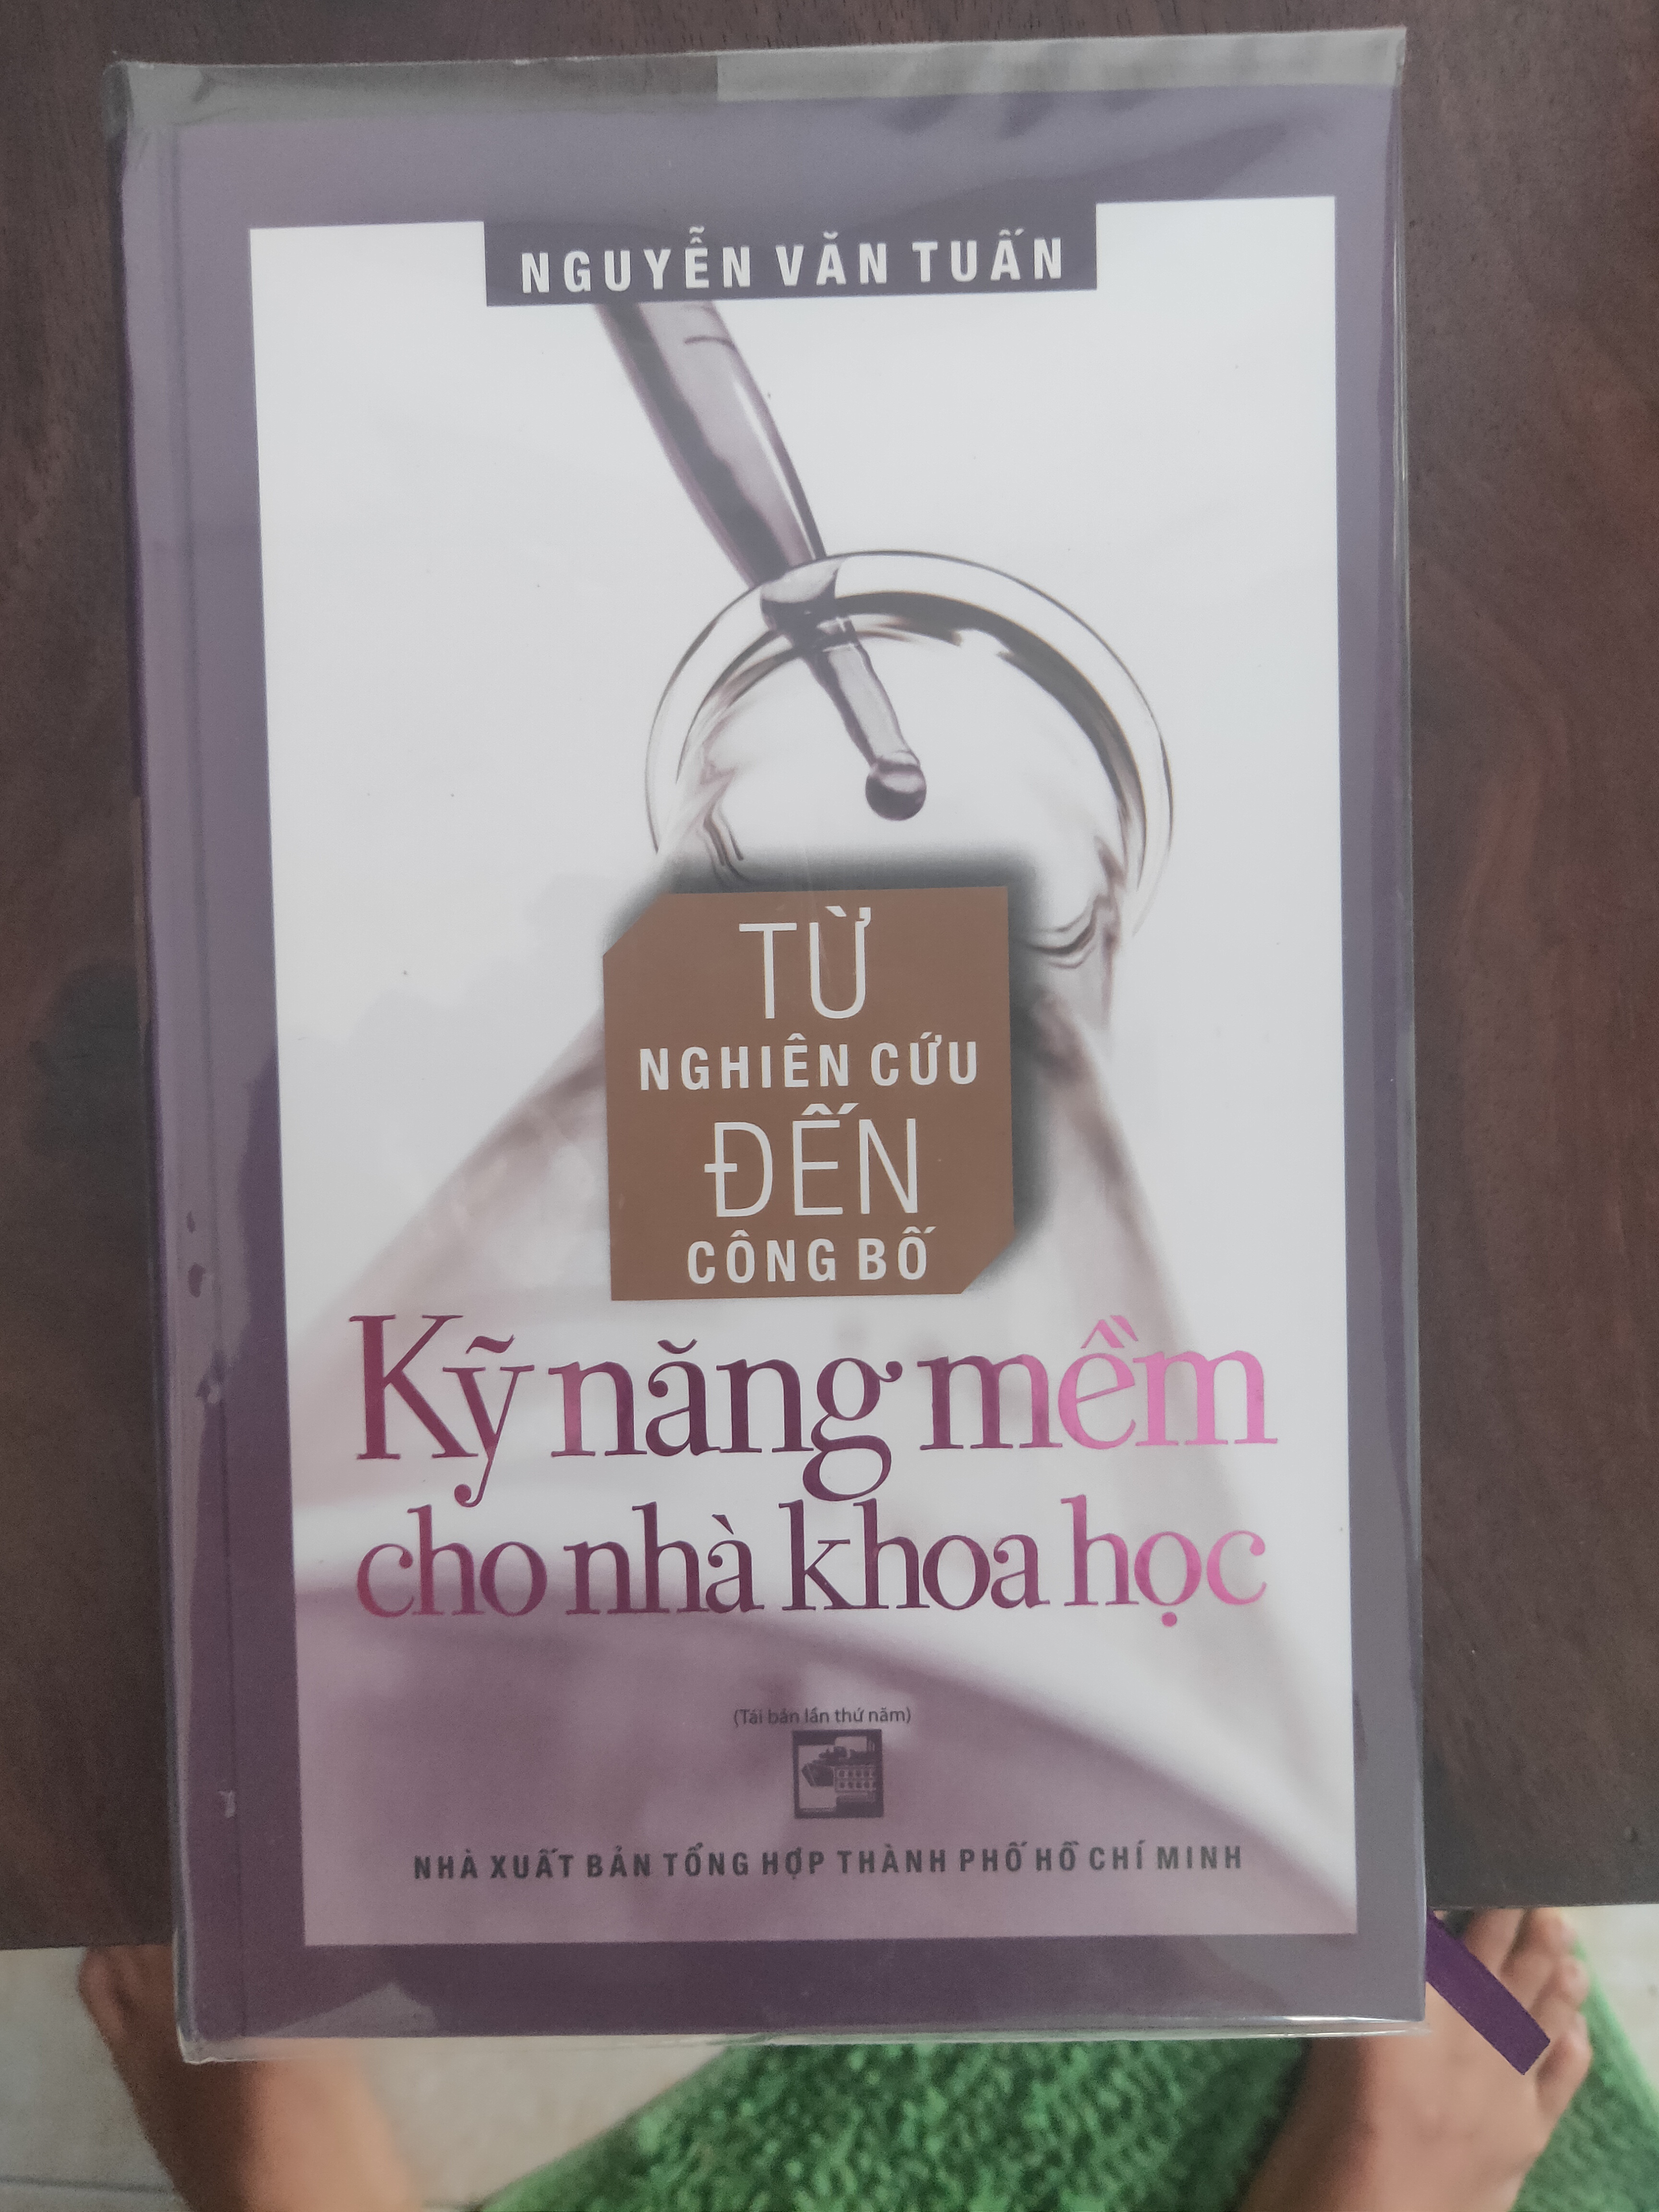 NGUYỄN VĂN TUẤN
TỪ
NGHIÊN CỨU
ĐẾN
CÔNG BỐ
Kỹ năng mềm
cho nhà khoa học
(Tái bản lần thứ năm)
NHÀ XUẤT BẢN TỔNG HỢP THÀNH PHỐ HỒ CHÍ MINH